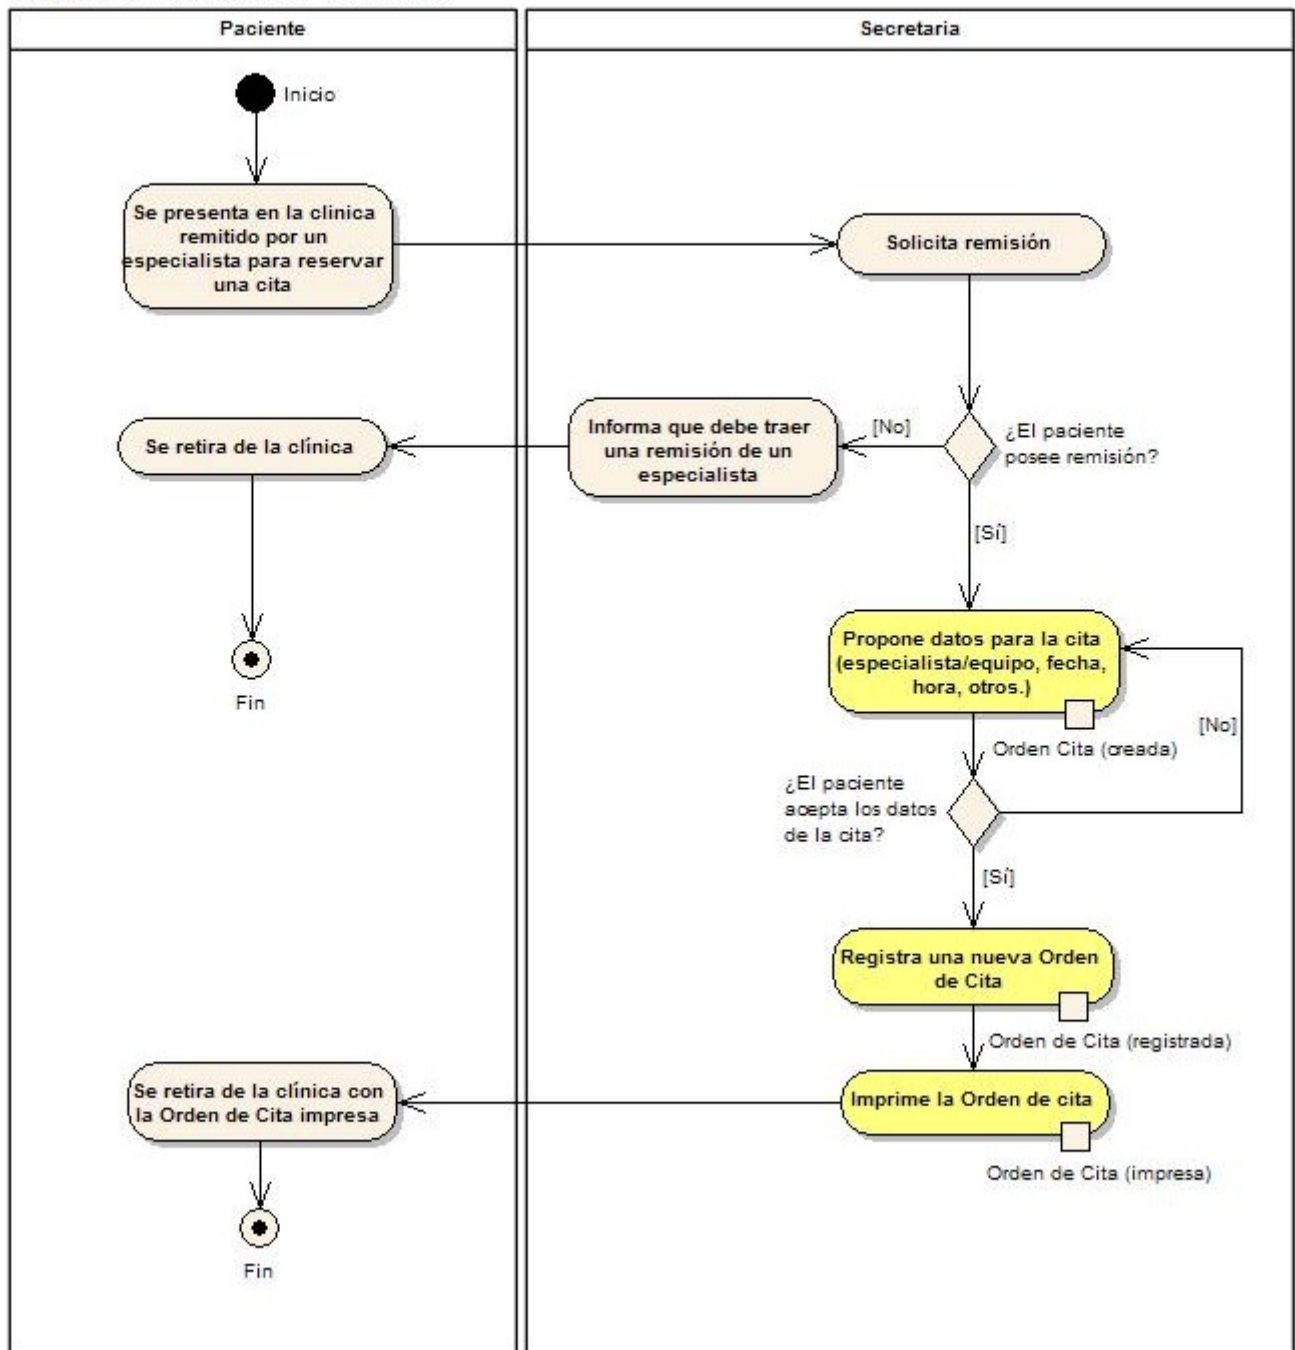 Paciente
Secretaria
Inicio
Se presenta en la clinica
remitido por un
especialista para reservar
una cita
Solicita remisión
¿El paciente
posee remisión?
[No]
Informa que debe traer
una remisión de un
especialista
Se retira de la clínica
Fin
[Sí]
Propone datos para la cita
(especialista/equipo, fecha,
hora, otros.)
Orden Cita (creada)
[No]
¿El paciente
acepta los datos
de la cita?
[Sí]
Registra una nueva Orden
de Cita
Orden de Cita (registrada)
Imprime la Orden de cita
Orden de Cita (impresa)
Se retira de la clínica con
la Orden de Cita impresa
Fin